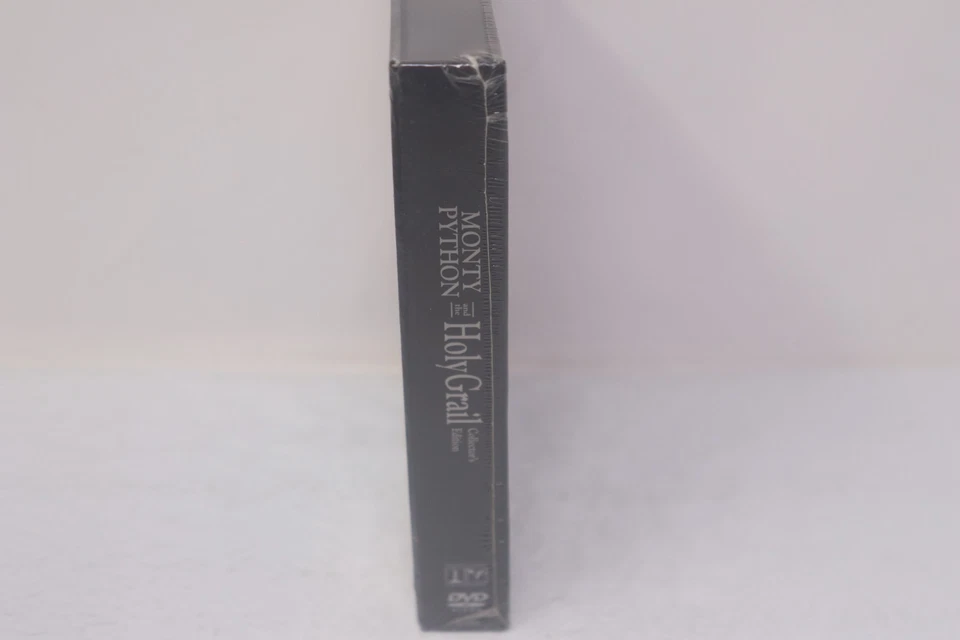 MONTY
PYTHON
and
the
Holy Grail
Collector's
Edition
DVD